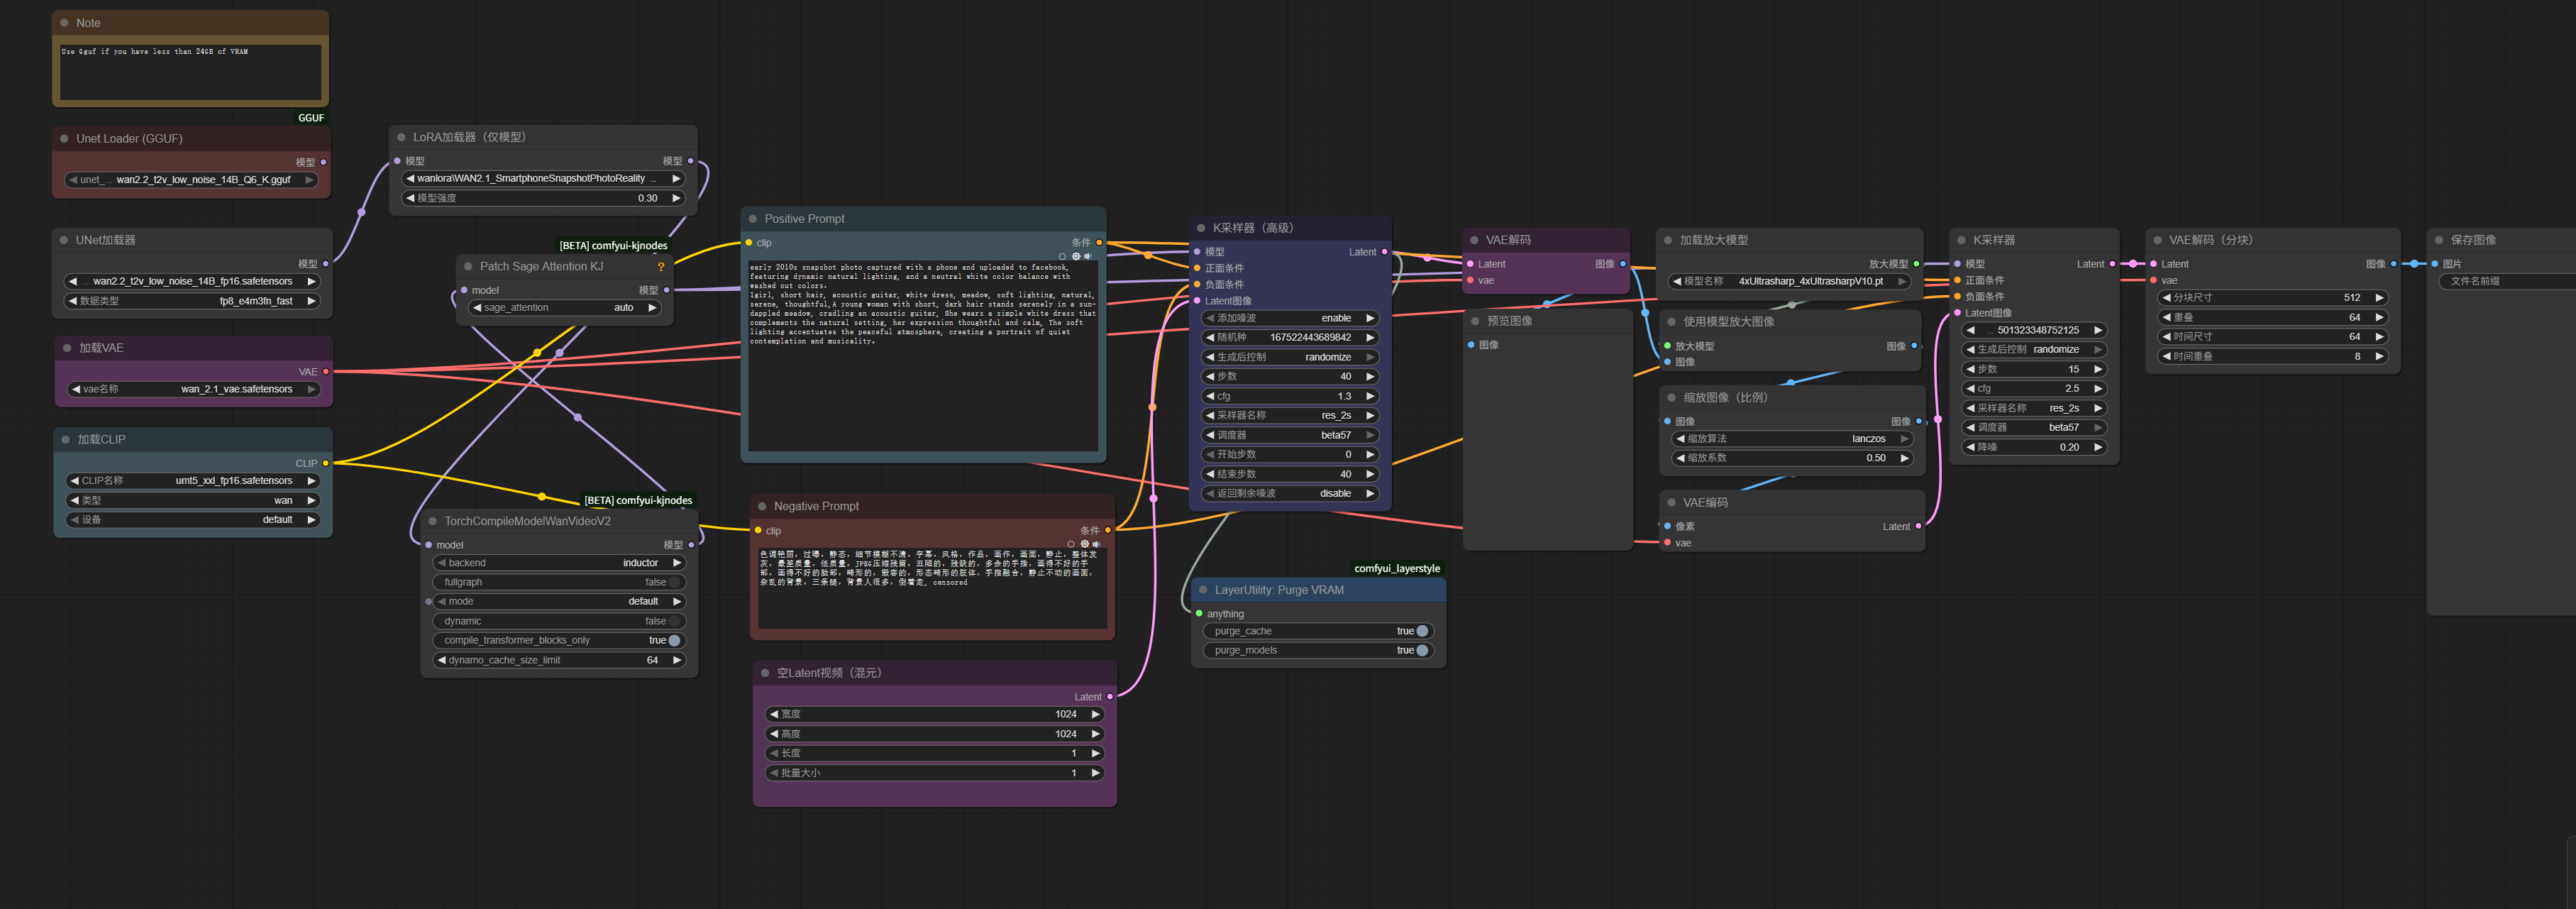 Note
Use Gguf if you have less than 24GB of VRAM
GGUF
Unet Loader (GGUF)
模型
unet_... wan2.2_t2v_low_noise_14B_Q6_K.gguf
UNet加载器
模型
... wan2.2_t2v_low_noise_14B_fp16.safetensors
数据类型 fp8_e4m3fn_fast
加载VAE
VAE
vae名称 wan_2.1_vae.safetensors
加载CLIP
CLIP
CLIP名称 umt5_xxl_fp16.safetensors
类型 wan
设备 default
LoRA加载器（仅模型）
模型 模型
wanlora\WAN2.1_SmartphoneSnapshotPhotoReality ...
模型强度 0.30
[BETA] comfyui-kjnodes
Patch Sage Attention KJ ?
model 模型
sage_attention auto
[BETA] comfyui-kjnodes
TorchCompileModelWanVideoV2
model 模型
backend inductor
fullgraph false
mode default
dynamic false
compile_transformer_blocks_only true
dynamo_cache_size_limit 64
Positive Prompt
clip 条件
early 2010s snapshot photo captured with a phone and uploaded to facebook,
featuring dynamic natural lighting, and a neutral white color balance with
washed out colors.
1girl, short hair, acoustic guitar, white dress, meadow, soft lighting, natural,
serene, thoughtful,A young woman with short, dark hair stands serenely in a sun-
dappled meadow, cradling an acoustic guitar, She wears a simple white dress that
complements the natural setting, her expression thoughtful and calm, The soft
lighting accentuates the peaceful atmosphere, creating a portrait of quiet
contemplation and musicality.
Negative Prompt
clip 条件
色调艳丽，过曝，静态，细节模糊不清，字幕，风格，作品，画作，画面，静止，整体发
灰，最差质量，低质量，JPEG压缩残留，丑陋的，残缺的，多余的手指，画得不好的手
部，画得不好的脸部，畸形的，毁容的，形态畸形的肢体，手指融合，静止不动的画面，
杂乱的背景，三条腿，背景人很多，倒着走, censored
空Latent视频（混元）
Latent
宽度 1024
高度 1024
长度 1
批量大小 1
K采样器（高级）
模型 Latent
正面条件
负面条件
Latent图像
添加噪波 enable
随机种 167522443689842
生成后控制 randomize
步数 40
cfg 1.3
采样器名称 res_2s
调度器 beta57
开始步数 0
结束步数 40
返回剩余噪波 disable
comfyui_layerstyle
LayerUtility: Purge VRAM
anything
purge_cache true
purge_models true
VAE解码
Latent 图像
vae
预览图像
图像
加载放大模型
放大模型
模型名称 4xUltrasharp_4xUltrasharpV10.pt
使用模型放大图像
放大模型 图像
图像
缩放图像（比例）
图像 图像
缩放算法 lanczos
缩放系数 0.50
VAE编码
像素 Latent
vae
K采样器
模型 Latent
正面条件
负面条件
Latent图像
... 501323348752125
生成后控制 randomize
步数 15
cfg 2.5
采样器名称 res_2s
调度器 beta57
降噪 0.20
VAE解码（分块）
Latent 图像
vae
分块尺寸 512
重叠 64
时间尺寸 64
时间重叠 8
保存图像
图片
文件名前缀